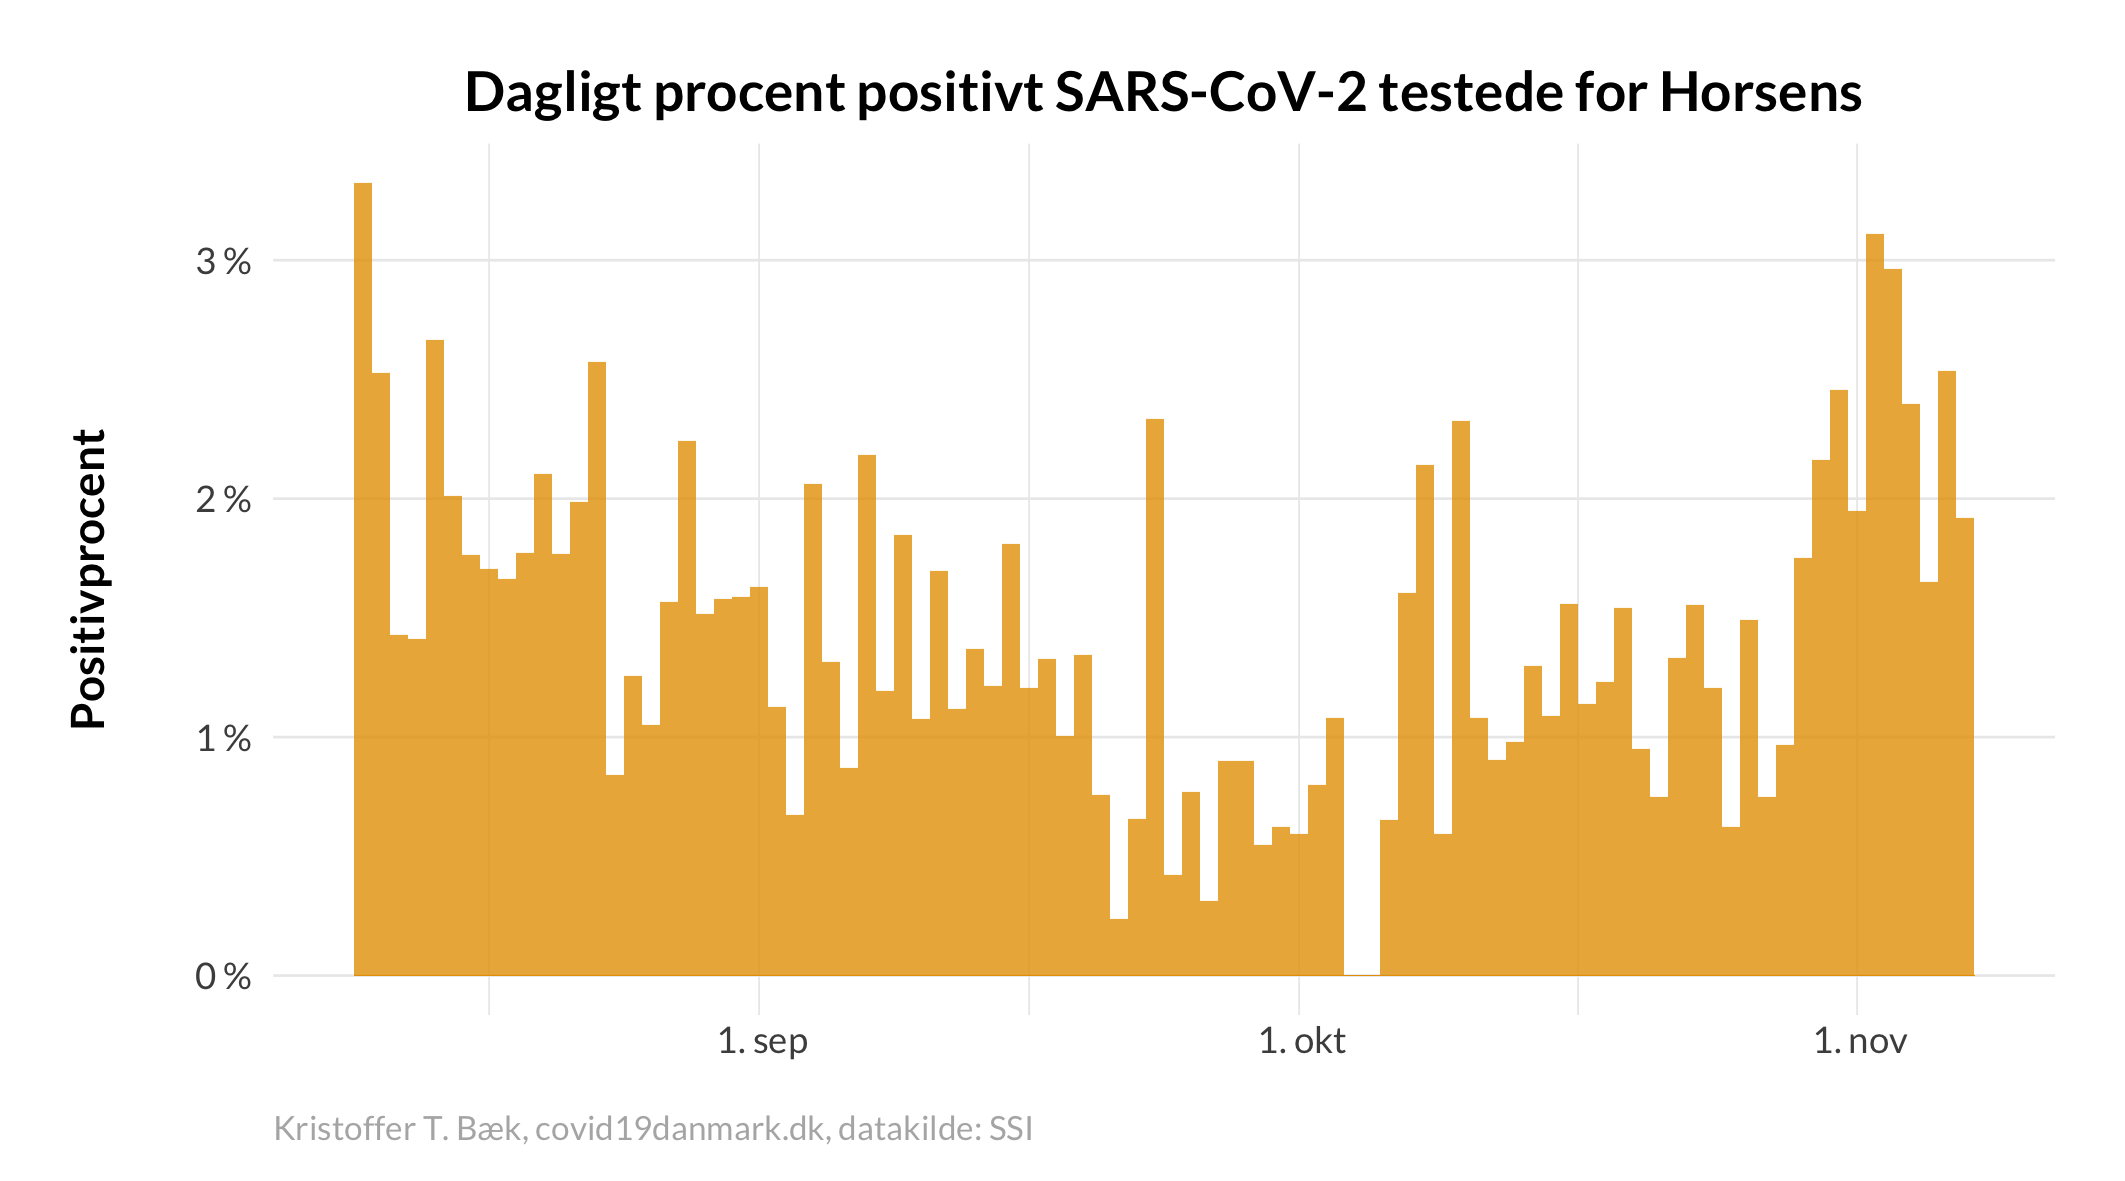 Dagligt procent positivt SARS-CoV-2 testede for Horsens
Positivprocent
3 %
2 %
1 %
0 %
1. sep
1. okt
1. nov
Kristoffer T. Bæk, covid19danmark.dk, datakilde: SSI